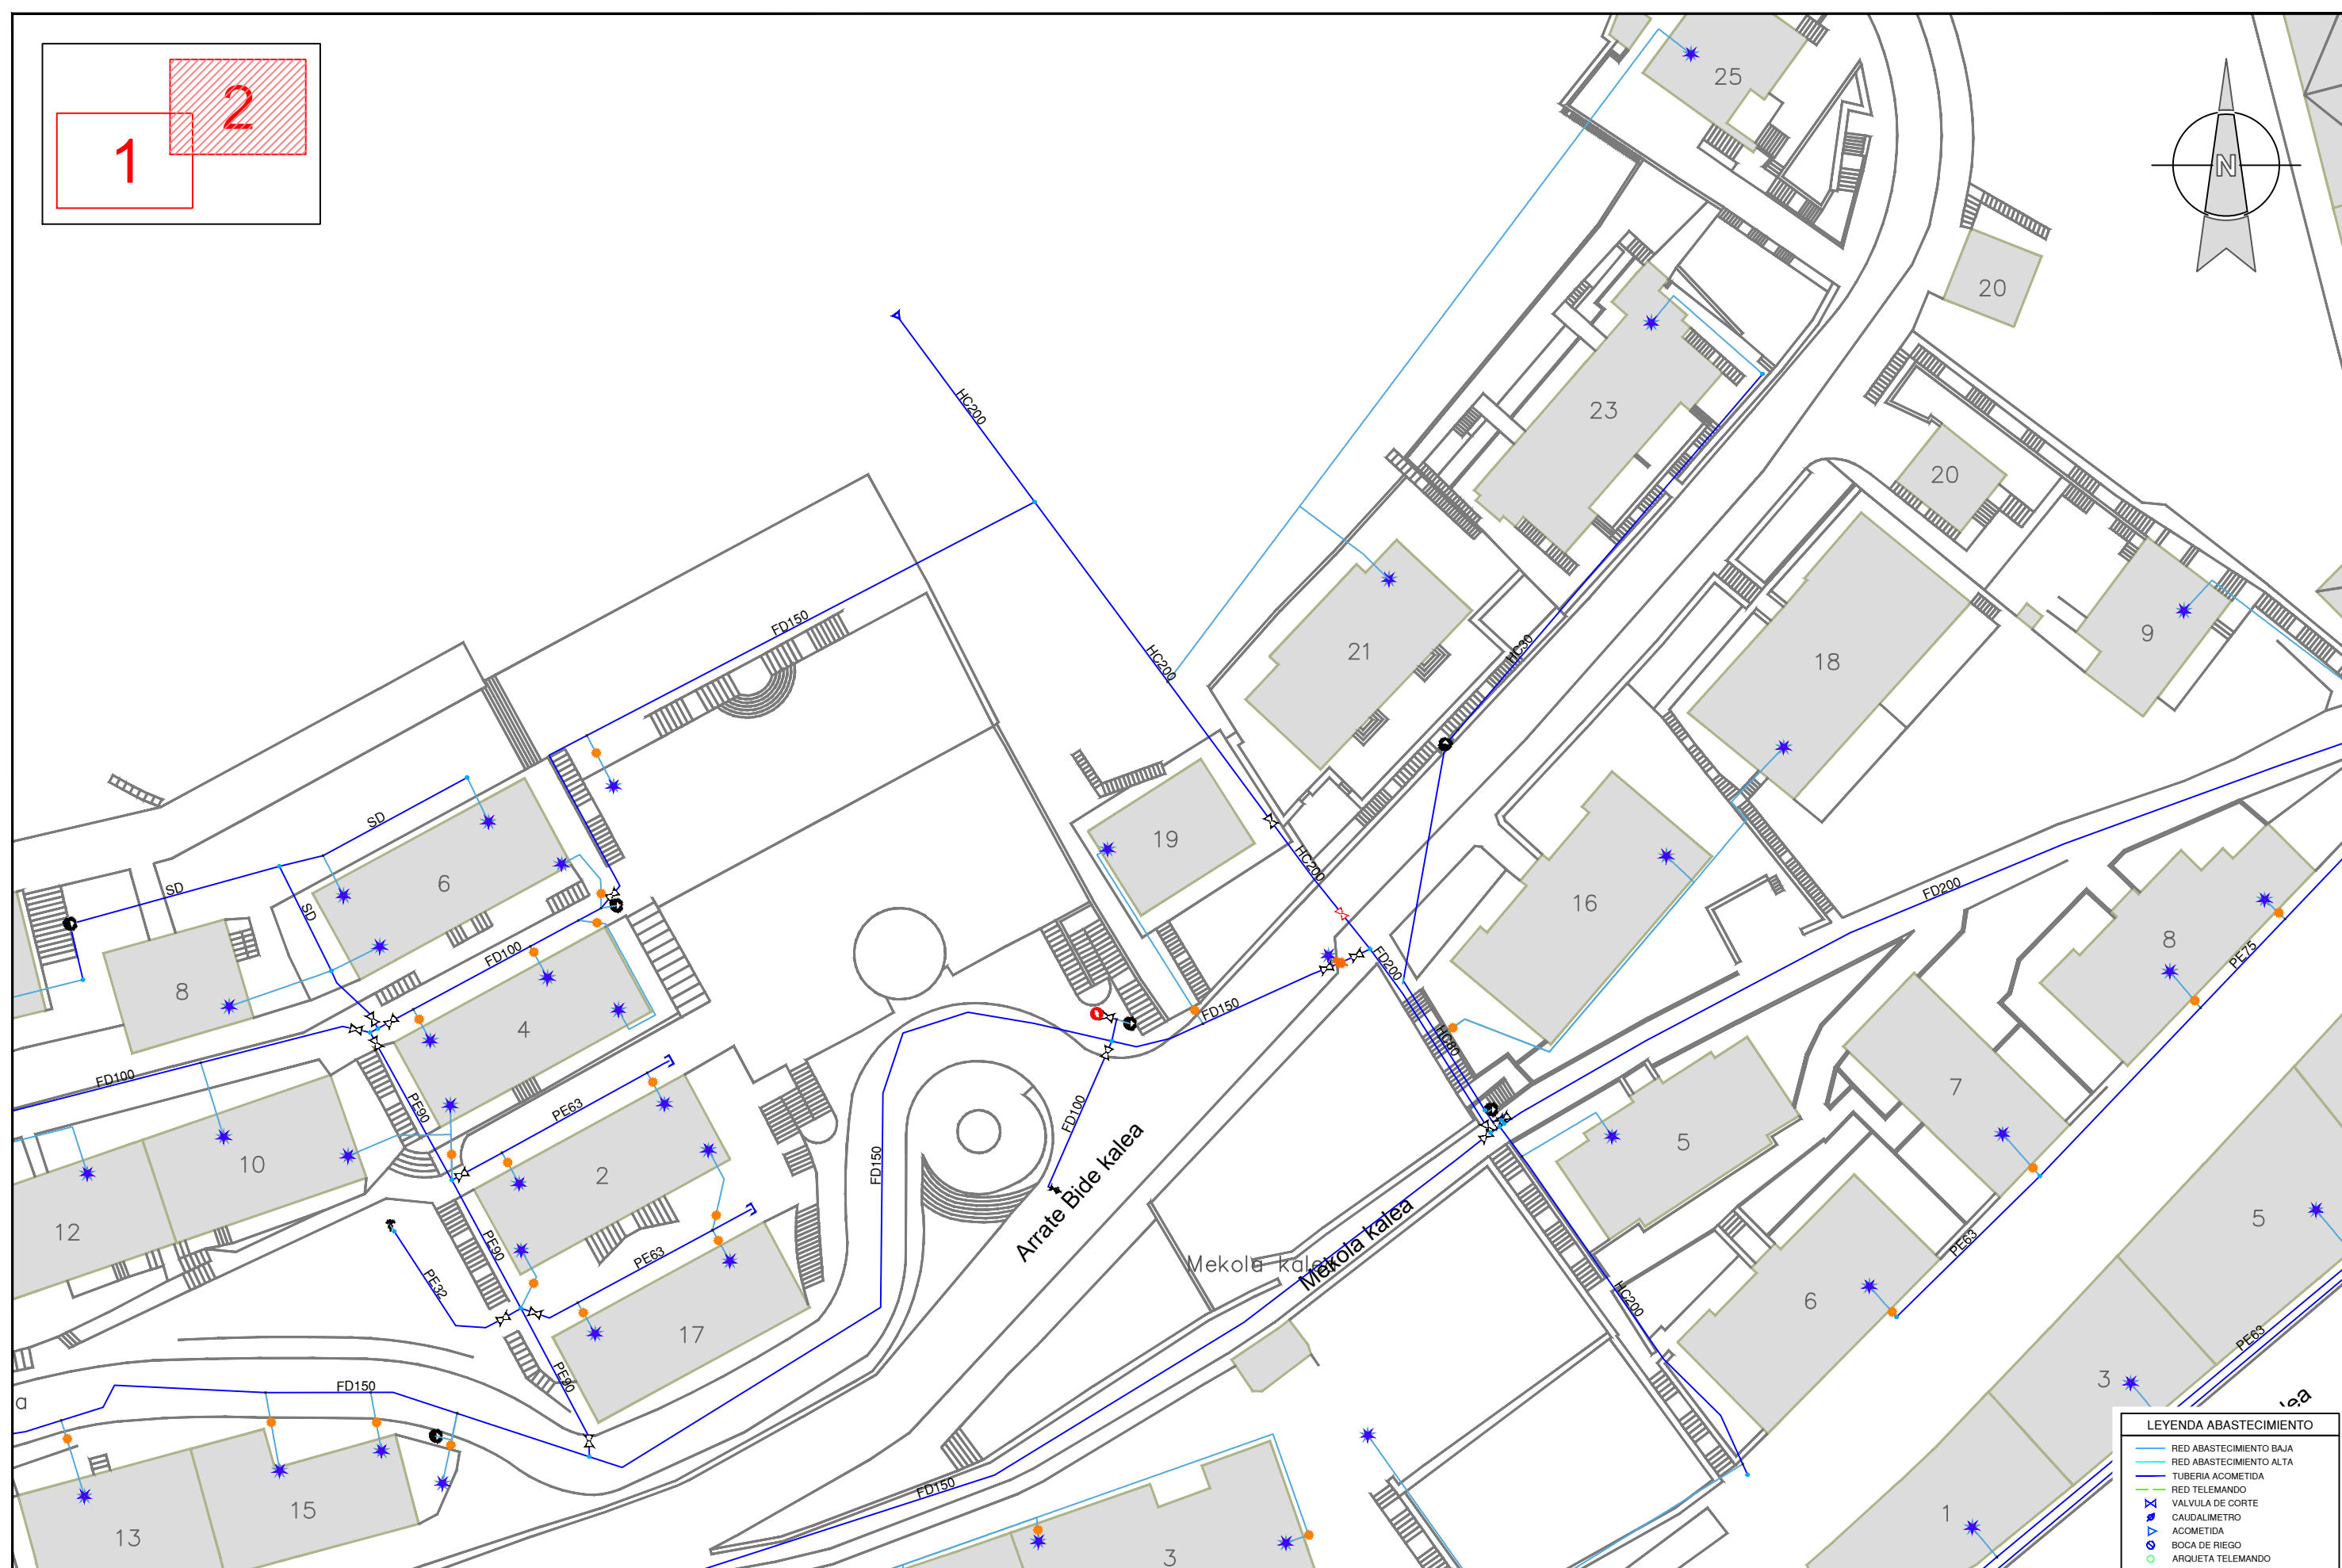 2
1
N
25
20
23
20
HC200
FD150
HC200
HC30
21
18
9
19
SD
6
SD
SD
HC200
16
FD200
8
8
FD100
4
FD200
FD150
PE75
HC80
FD100
PE90
PE63
FD100
Arrate Bide kalea
7
5
10
2
FD150
12
PE90
PE63
PE32
Mekola kalea
Mekola kale
PE63
5
6
HC200
17
PE90
FD150
a
PE63
3
lea
15
13
FD150
3
1
LEYENDA ABASTECIMIENTO
RED ABASTECIMIENTO BAJA
RED ABASTECIMIENTO ALTA
TUBERIA ACOMETIDA
RED TELEMANDO
VALVULA DE CORTE
CAUDALIMETRO
ACOMETIDA
BOCA DE RIEGO
ARQUETA TELEMANDO